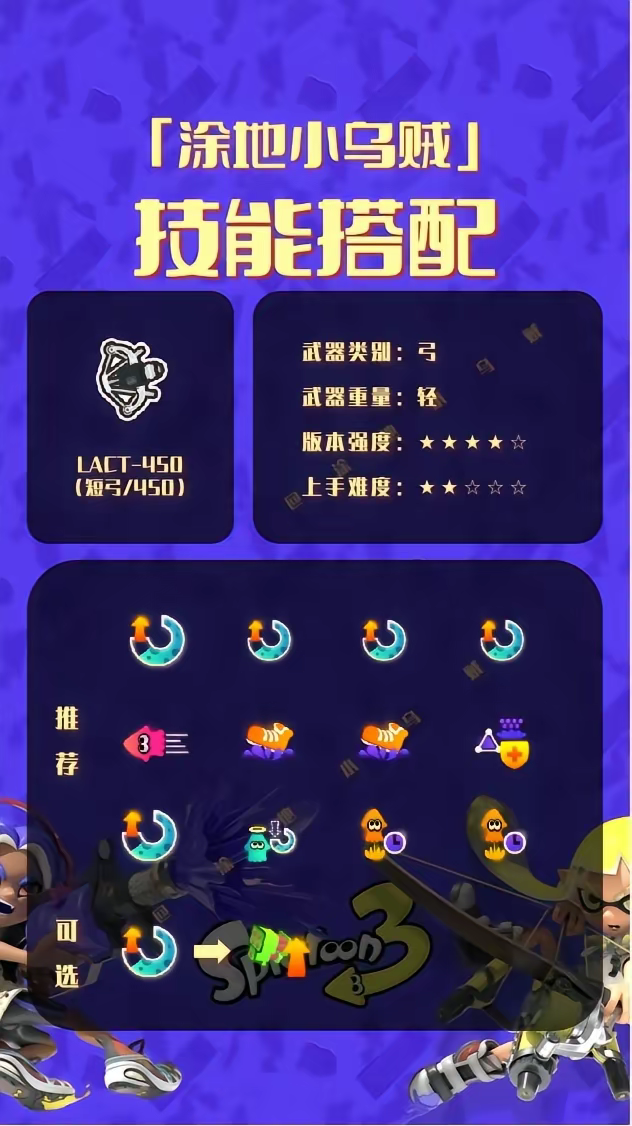 「涂地小乌贼」
技能搭配
LACT-450
(短弓/450)
武器类别：弓
武器重量：轻
版本强度：★★★★☆
上手难度：★★☆☆☆
推荐
可选
Splatoon 3